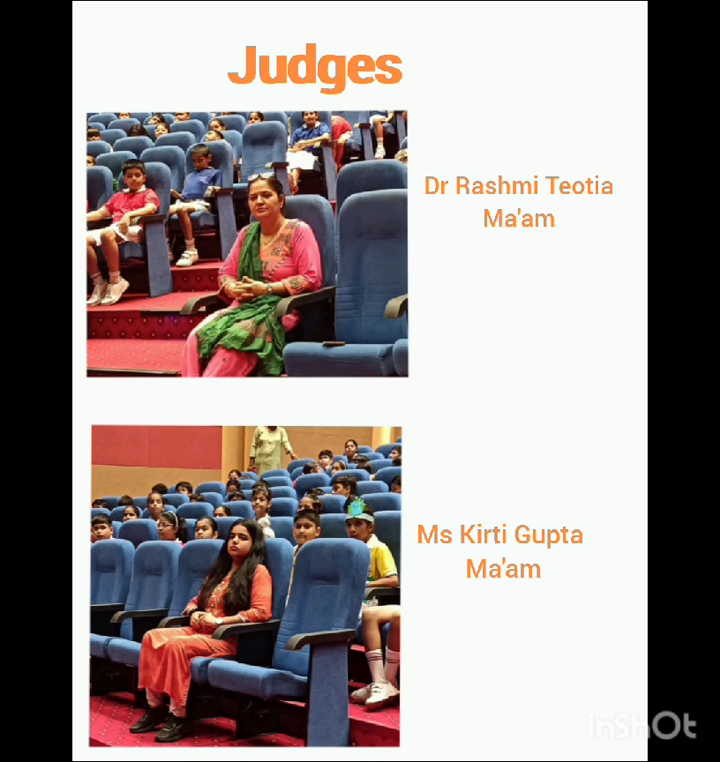 Judges
Dr Rashmi Teotia
Ma'am
Ms Kirti Gupta
Ma'am
InShOt